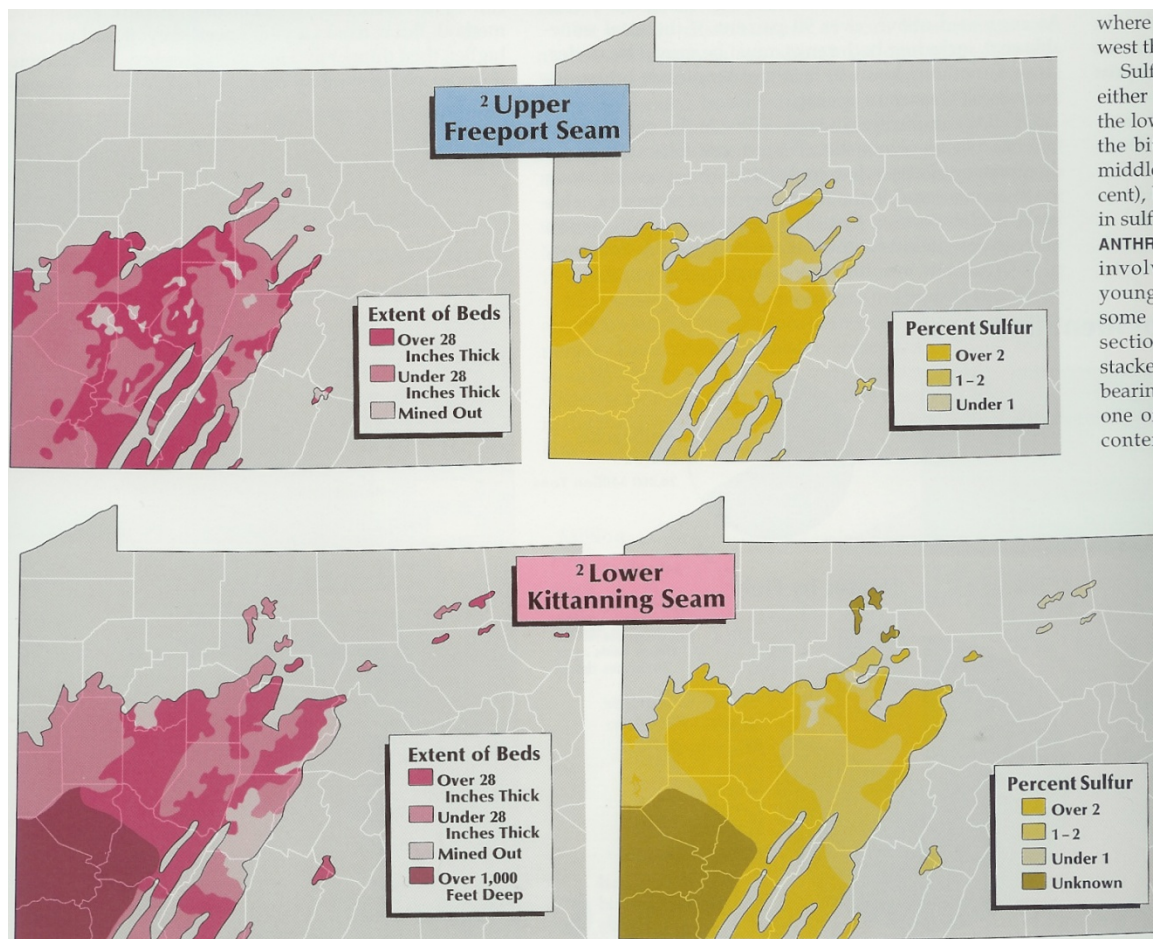 where
west th
Sulf
either
the low
the bi
middle
cent),
in sulf
ANTHR
involv
young
some
sectio
stacke
bearin
one o
conter
² Upper
Freeport Seam
Extent of Beds
Over 28
Inches Thick
Under 28
Inches Thick
Mined Out
Percent Sulfur
Over 2
1–2
Under 1
² Lower
Kittanning Seam
Extent of Beds
Over 28
Inches Thick
Under 28
Inches Thick
Mined Out
Over 1,000
Feet Deep
Percent Sulfur
Over 2
1–2
Under 1
Unknown